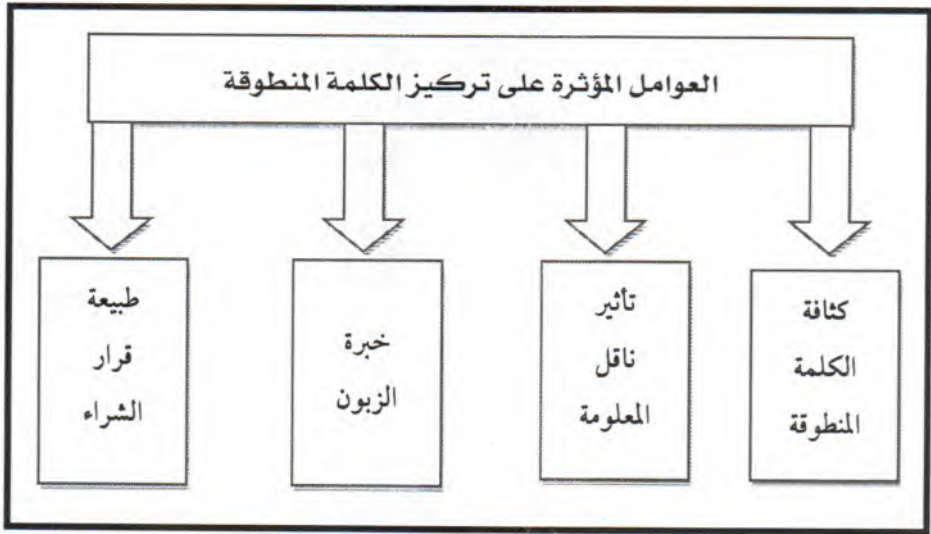 العوامل المؤثرة على تركيز الكلمة المنطوقة
كثافة
الكلمة
المنطوقة
تأثير
ناقل
المعلومة
خبرة
الزبون
طبيعة
قرار
الشراء